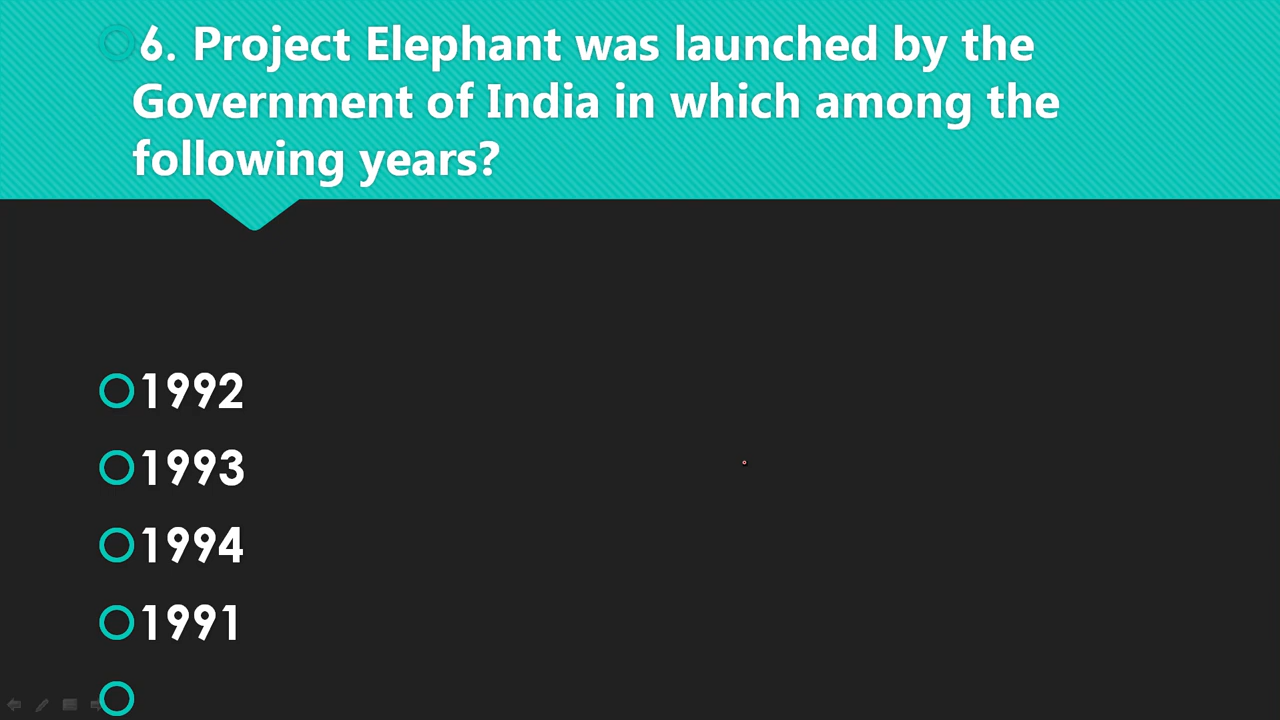 6. Project Elephant was launched by the
Government of India in which among the
following years?
1992
1993
1994
1991